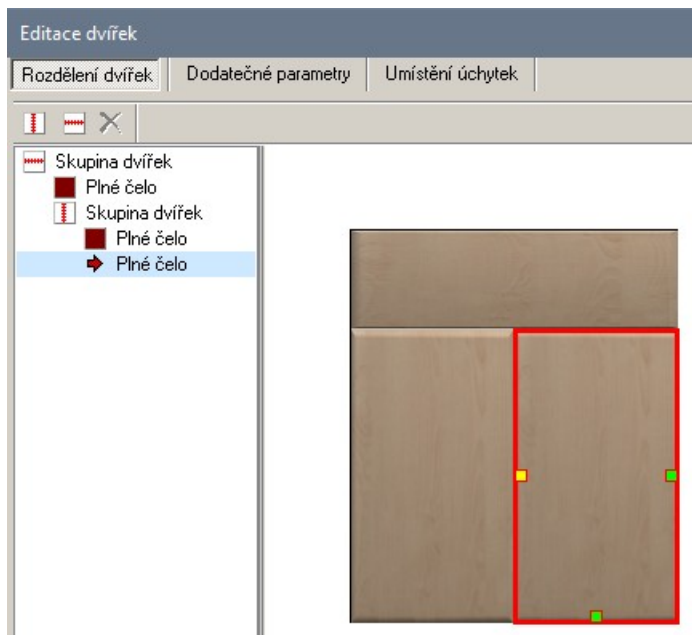 Editace dvířek
Rozdělení dvířek Dodatečné parametry Umístění úchytek
Skupina dvířek
Plné čelo
Skupina dvířek
Plné čelo
Plné čelo